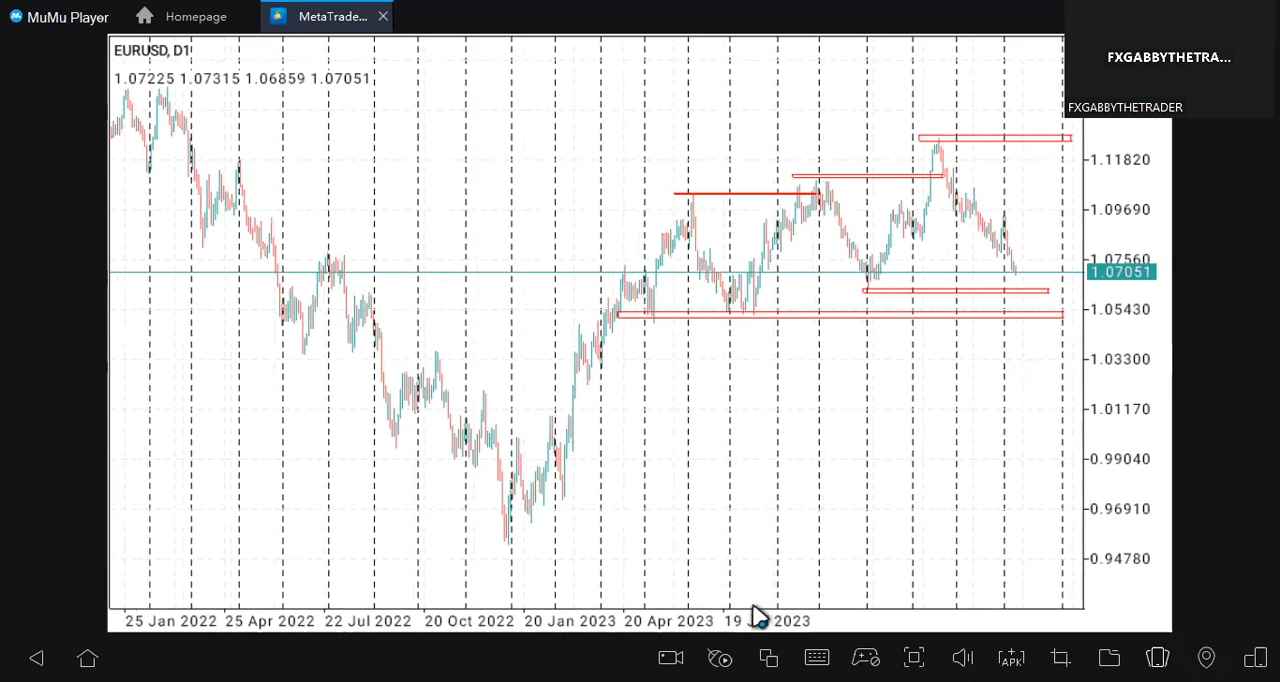 MuMu Player
Homepage
MetaTrade...
FXGABBYTHETRA...
FXGABBYTHETRADER
EURUSD, D1
1.07225 1.07315 1.06859 1.07051
1.11820
1.09690
1.07560
1.07051
1.05430
1.03300
1.01170
0.99040
0.96910
0.94780
25 Jan 2022 25 Apr 2022 22 Jul 2022 20 Oct 2022 20 Jan 2023 20 Apr 2023 19 2023
APK